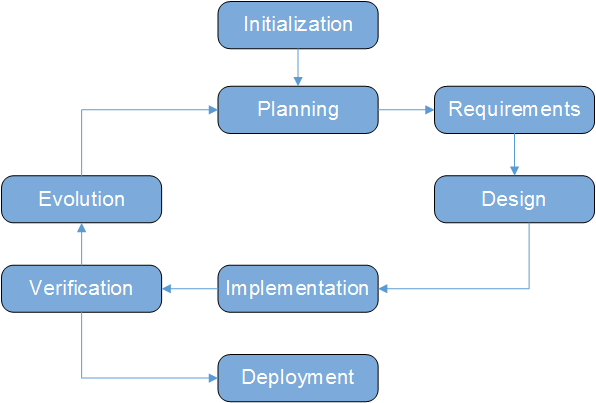 Initialization
Planning
Requirements
Evolution
Design
Verification
Implementation
Deployment